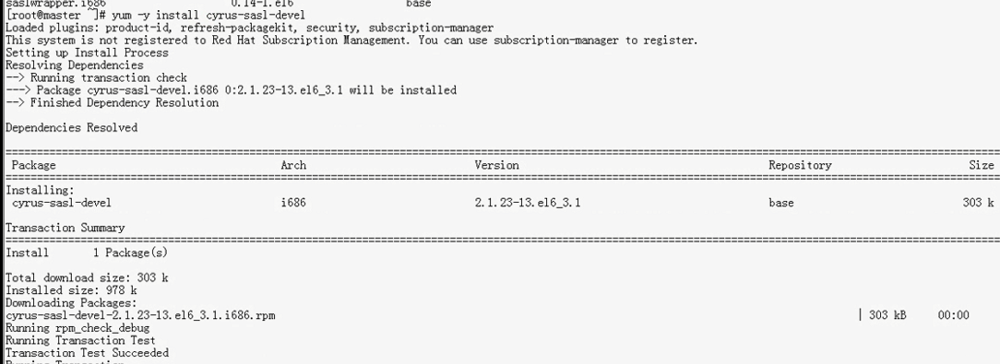 saslwrapper.i686 0.14-1.el6 base
[root@master ~]# yum -y install cyrus-sasl-devel
Loaded plugins: product-id, refresh-packagekit, security, subscription-manager
This system is not registered to Red Hat Subscription Management. You can use subscription-manager to register.
Setting up Install Process
Resolving Dependencies
--> Running transaction check
---> Package cyrus-sasl-devel.i686 0:2.1.23-13.el6_3.1 will be installed
--> Finished Dependency Resolution
Dependencies Resolved
Package Arch Version Repository Size
Installing:
cyrus-sasl-devel i686 2.1.23-13.el6_3.1 base 303 k
Transaction Summary
Install 1 Package(s)
Total download size: 303 k
Installed size: 978 k
Downloading Packages:
cyrus-sasl-devel-2.1.23-13.el6_3.1.i686.rpm | 303 kB 00:00
Running rpm_check_debug
Running Transaction Test
Transaction Test Succeeded
Running Transaction